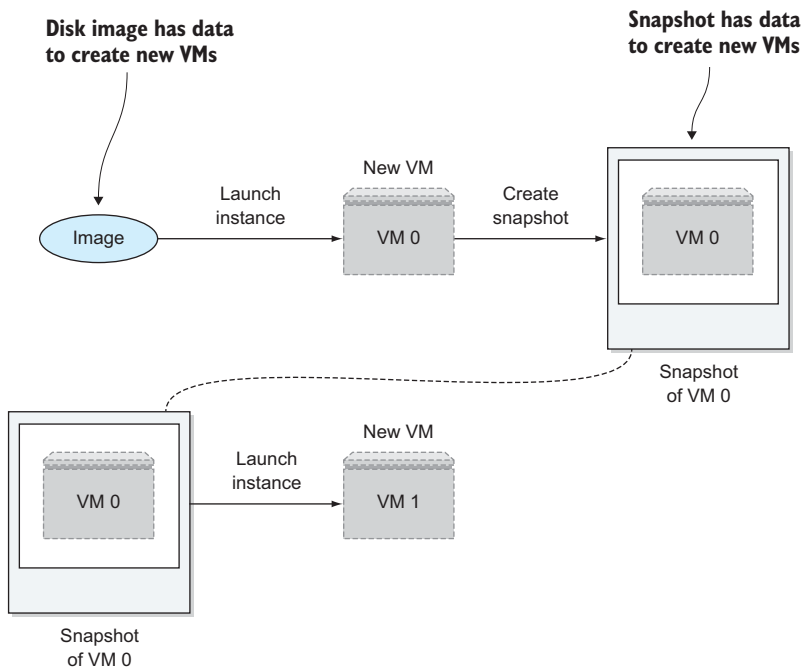 Disk image has data
to create new VMs
Snapshot has data
to create new VMs
New VM
Launch
instance
Create
snapshot
Image
VM 0
VM 0
Snapshot
of VM 0
New VM
Launch
instance
VM 0
VM 1
Snapshot
of VM 0